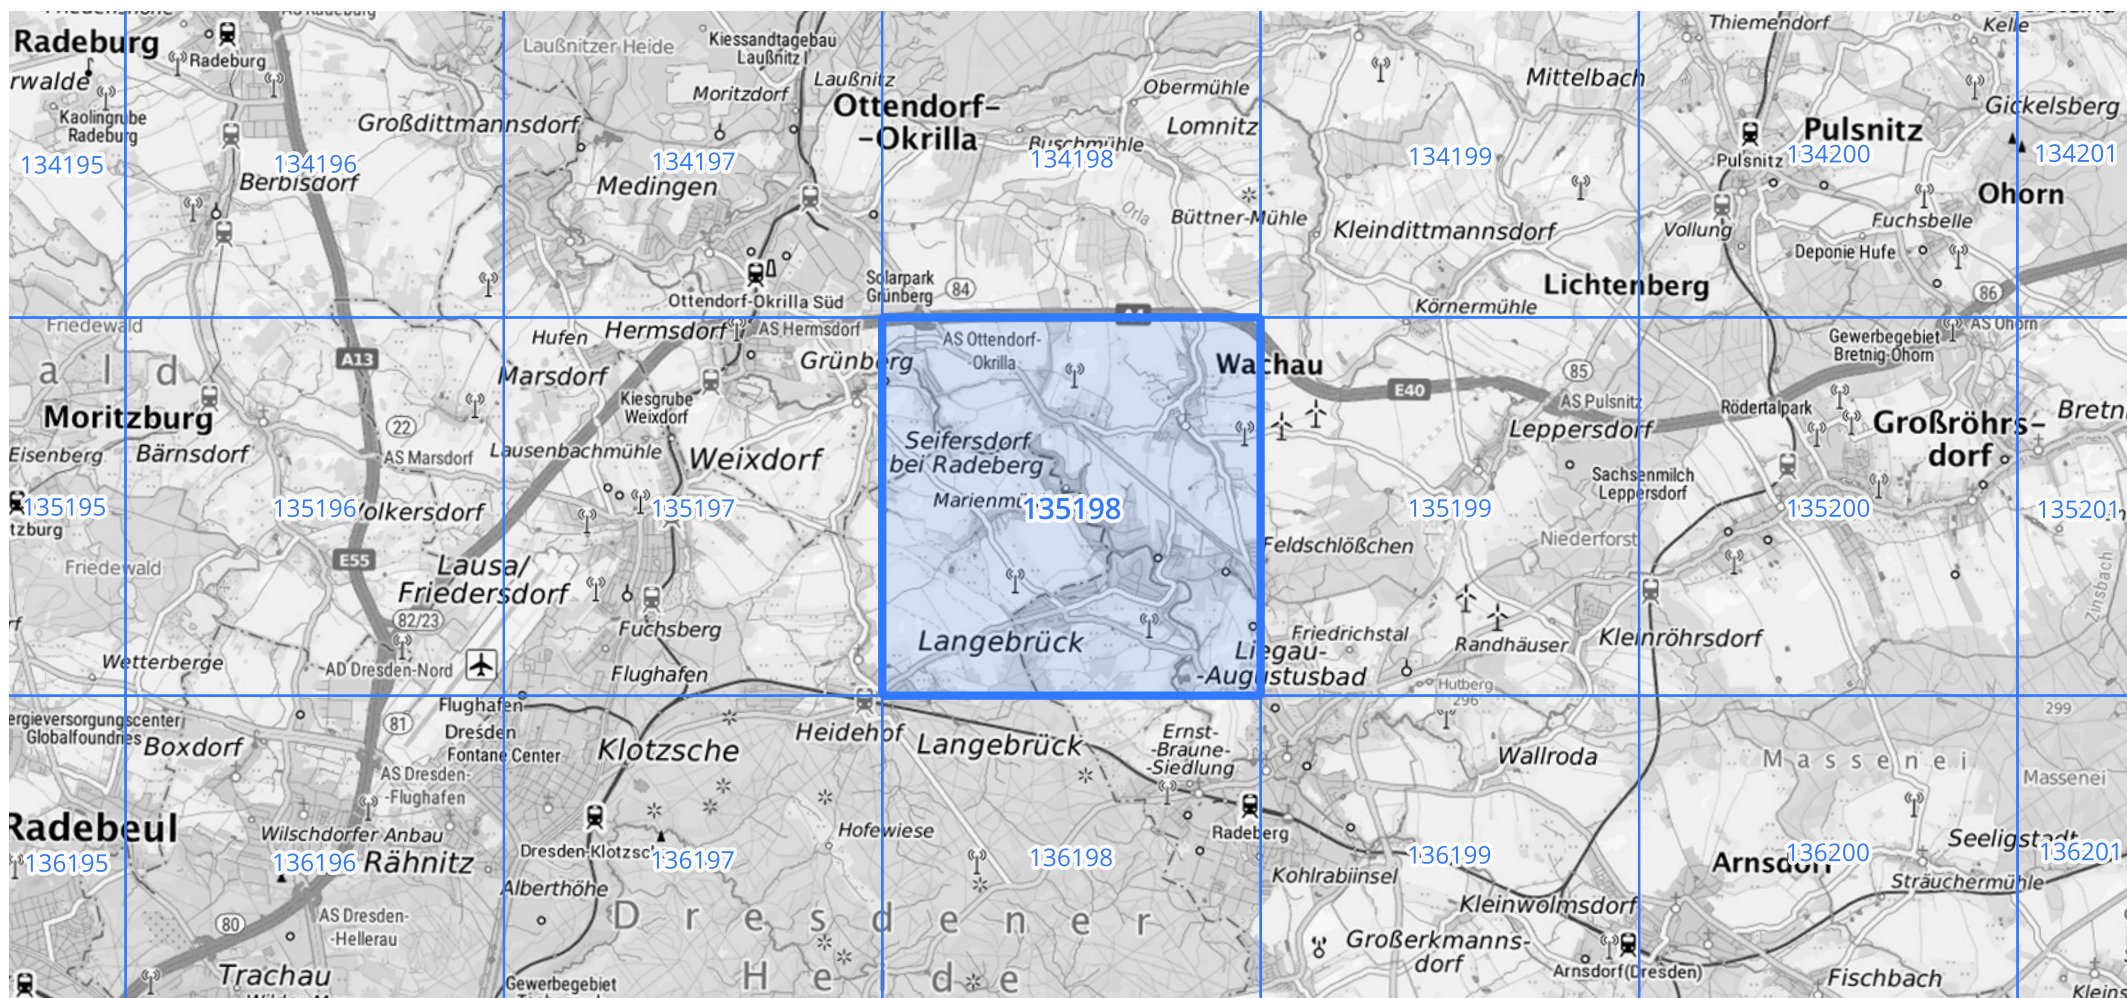 Radeburg
Radeburg
rwalde
Kaolingrube
Radeburg
134195
Großdittmannsdorf
134196
Berbisdorf
Laußnitzer Heide
Kiessandtagebau
Laußnitz I
Laußnitz
Moritzdorf
Ottendorf-
-Okrilla
134197
Medingen
Ottendorf-Okrilla Süd
Solarpark
Grünberg
84
Obermühle
Lomnitz
Buschmühle
134198
Orla
Büttner-Mühle
Mittelbach
134199
Kleindittmannsdorf
Lichtenberg
Körnermühle
Thiemendorf
Kelle
Gickelsberg
Pulsnitz
Pulsnitz
134200
134201
Ohorn
Fuchsbelle
Vollung
Deponie Hufe
86
Friedewald
a l d
Moritzburg
Bärnsdorf
Eisenberg
135195
tzburg
Friedewald
A13
22
AS Marsdorf
135196
Volkersdorf
E55
Lausa/
Friedersdorf
82/23
Wetterberge
AD Dresden-Nord
Hufen
Hermsdorf
AS Hermsdorf
Grünberg
Marsdorf
Kiesgrube
Weixdorf
Lausenbachmühle
Weixdorf
135197
Fuchsberg
Flughafen
AS Ottendorf-
Okrilla
Wachau
Seifersdorf
bei Radeberg
135198
Langebrück
Liegau-
-Augustusbad
E40
85
AS Pulsnitz
Leppersdorf
Sachsenmilch
Leppersdorf
135199
Feldschlößchen
Niederforst
Friedrichstal
Randhäuser
Hutberg
296
Kleinröhrsdorf
AS Ohorn
Gewerbegebiet
Bretnig-Ohorn
Rödertalpark
Großröhrs-
dorf
Bretn
135200
135201
Zinsbach
ergieversorgungscenter
Globalfoundries
Boxdorf
Radebeul
136195
Flughafen
Dresden
Fontane Center
81
AS Dresden-
-Flughafen
Wilschdorfer Anbau
136196
Rähnitz
80
AS Dresden-
-Hellerau
Trachau
Klotzsche
Heidehof
Hofewiese
136197
Alberthöhe
Dresdener
Heide
Gewerbegebiet
Langebrück
Ernst-
-Braune-
-Siedlung
Radeberg
136198
Wallroda
136199
Kleinwolmsdorf
Großerkmanns-
dorf
Arnsdorf(Dresden)
Massenei
299
Massenei
Seeligstadt
Arnsdorf
136200
136201
Sträuchermühle
Fischbach
Kleins